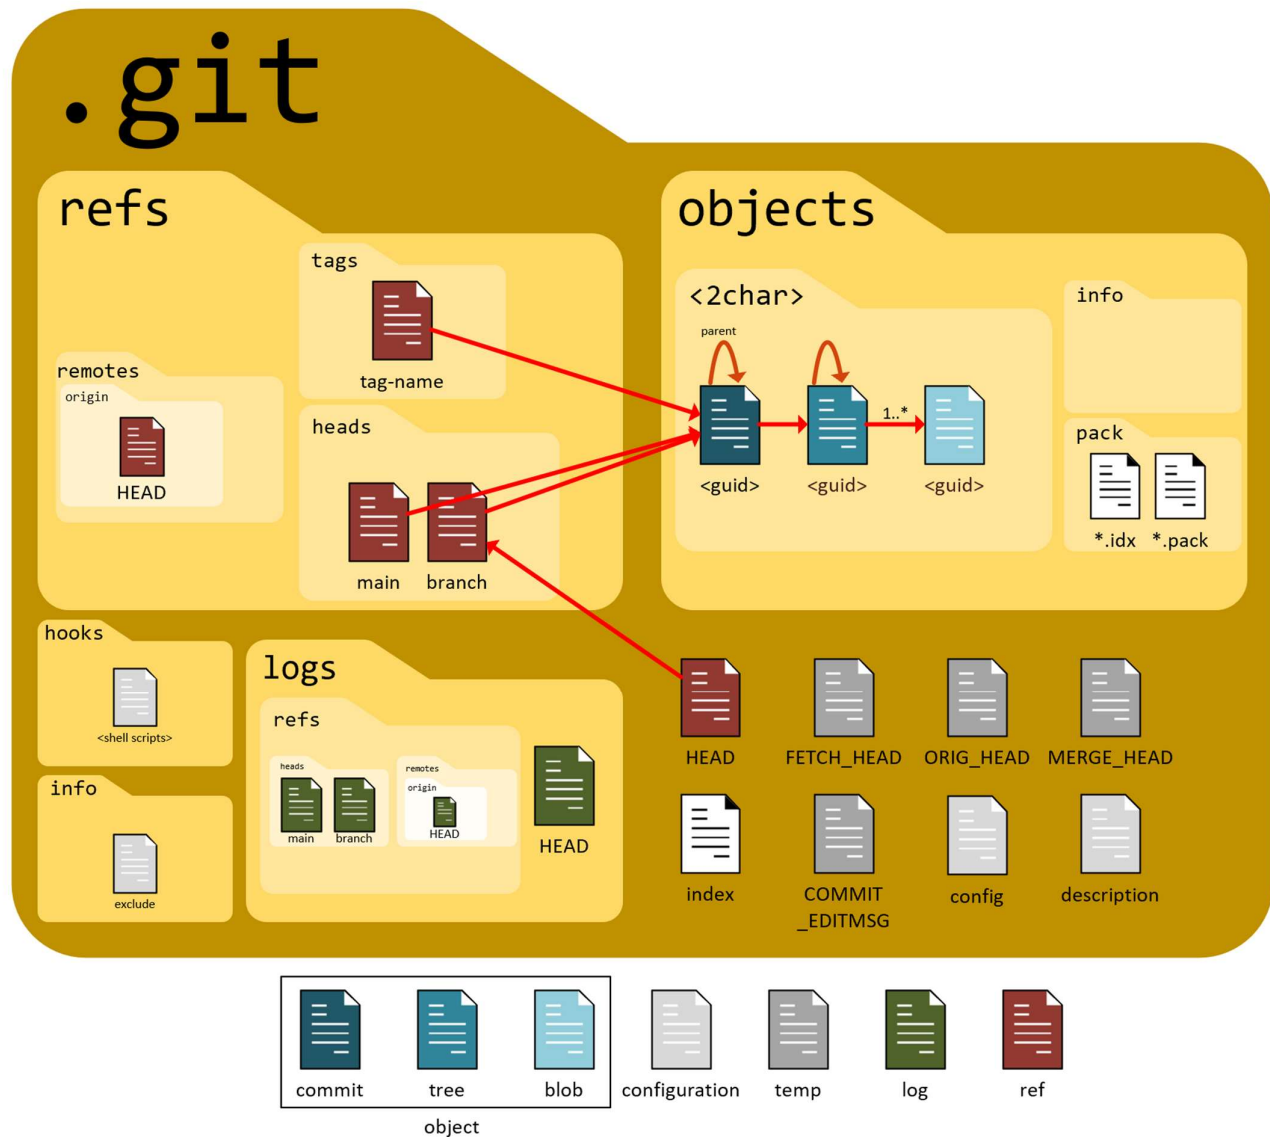 .git
refs
tags
tag-name
remotes
origin
HEAD
heads
main
branch
objects
<2char>
parent
1..*
<guid>
<guid>
<guid>
info
pack
*.idx
*.pack
hooks
<shell scripts>
info
exclude
logs
refs
heads
main
branch
remotes
origin
HEAD
HEAD
HEAD
FETCH_HEAD
ORIG_HEAD
MERGE_HEAD
index
COMMIT
_EDITMSG
config
description
commit
tree
blob
object
configuration
temp
log
ref